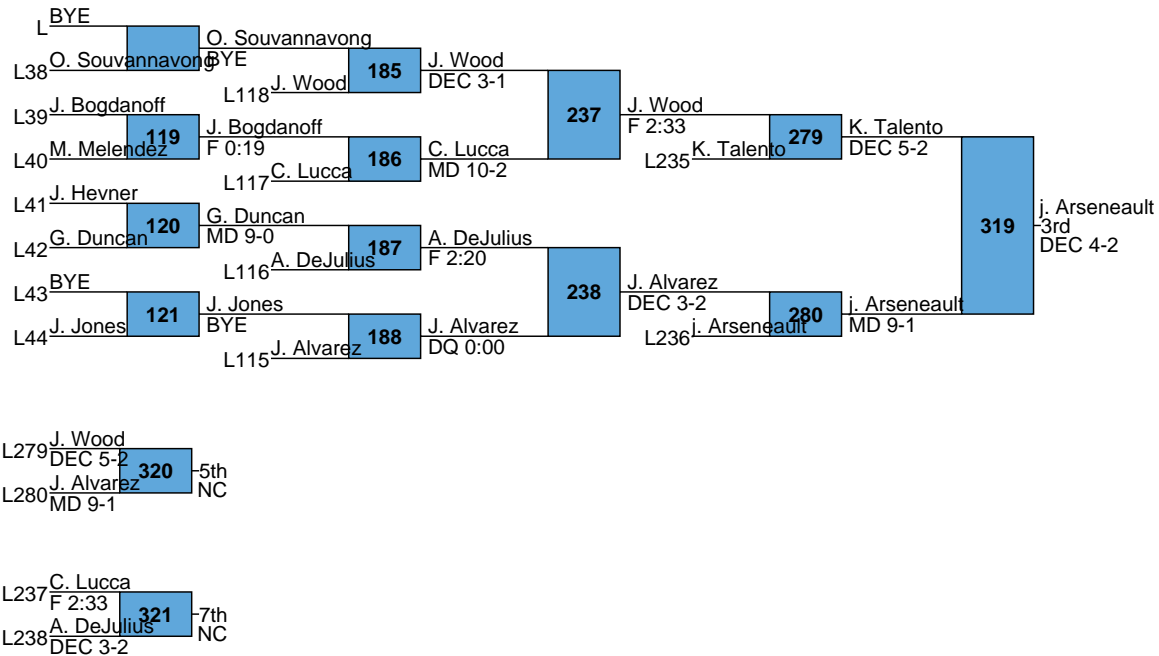 L BYE
L38 O. Souvannavong
O. Souvannavong
BYE
L118 J. Wood
185
J. Wood
DEC 3-1
L39 J. Bogdanoff
119
L40 M. Melendez
J. Bogdanoff
F 0:19
L117 C. Lucca
186
C. Lucca
MD 10-2
237
J. Wood
F 2:33
L235 K. Talento
279
K. Talento
DEC 5-2
L41 J. Hevner
120
L42 G. Duncan
G. Duncan
MD 9-0
L116 A. DeJulius
187
A. DeJulius
F 2:20
L43 BYE
121
L44 J. Jones
J. Jones
BYE
L115 J. Alvarez
188
J. Alvarez
DQ 0:00
238
J. Alvarez
DEC 3-2
L236 j. Arseneault
280
j. Arseneault
MD 9-1
319
j. Arseneault
3rd
DEC 4-2
L279 J. Wood
DEC 5-2
320
L280 J. Alvarez
MD 9-1
5th
NC
L237 C. Lucca
F 2:33
321
L238 A. DeJulius
DEC 3-2
7th
NC